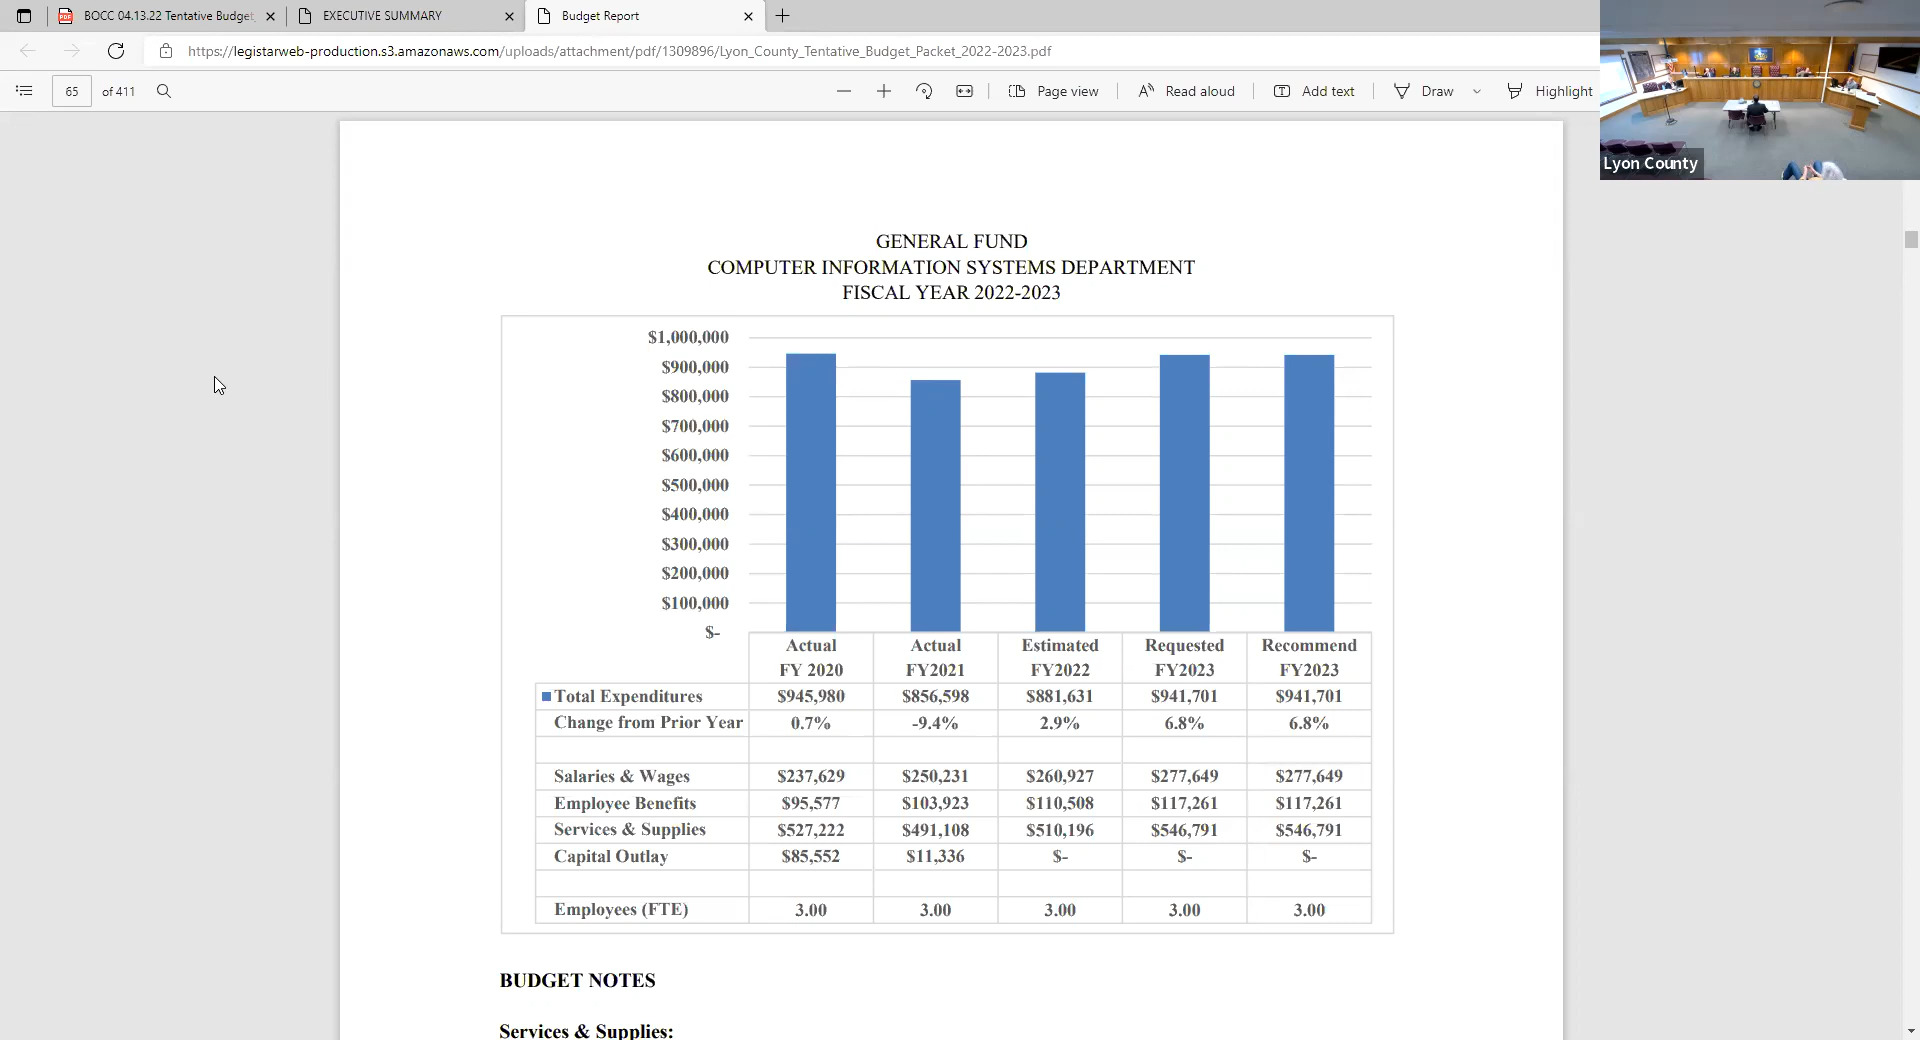 BOCC 04.13.22 Tentative Budget
EXECUTIVE SUMMARY
Budget Report
https://legistarweb-production.s3.amazonaws.com/uploads/attachment/pdf/1309896/Lyon_County_Tentative_Budget_Packet_2022-2023.pdf
65 of 411
Page view
Read aloud
Add text
Draw
Highlight
Lyon County
GENERAL FUND
COMPUTER INFORMATION SYSTEMS DEPARTMENT
FISCAL YEAR 2022-2023
$1,000,000
$900,000
$800,000
$700,000
$600,000
$500,000
$400,000
$300,000
$200,000
$100,000
$-
Actual FY 2020 Actual FY2021 Estimated FY2022 Requested FY2023 Recommend FY2023
Total Expenditures $945,980 $856,598 $881,631 $941,701 $941,701
Change from Prior Year 0.7% -9.4% 2.9% 6.8% 6.8%
Salaries & Wages $237,629 $250,231 $260,927 $277,649 $277,649
Employee Benefits $95,577 $103,923 $110,508 $117,261 $117,261
Services & Supplies $527,222 $491,108 $510,196 $546,791 $546,791
Capital Outlay $85,552 $11,336 $- $- $-
Employees (FTE) 3.00 3.00 3.00 3.00 3.00
BUDGET NOTES
Services & Supplies: